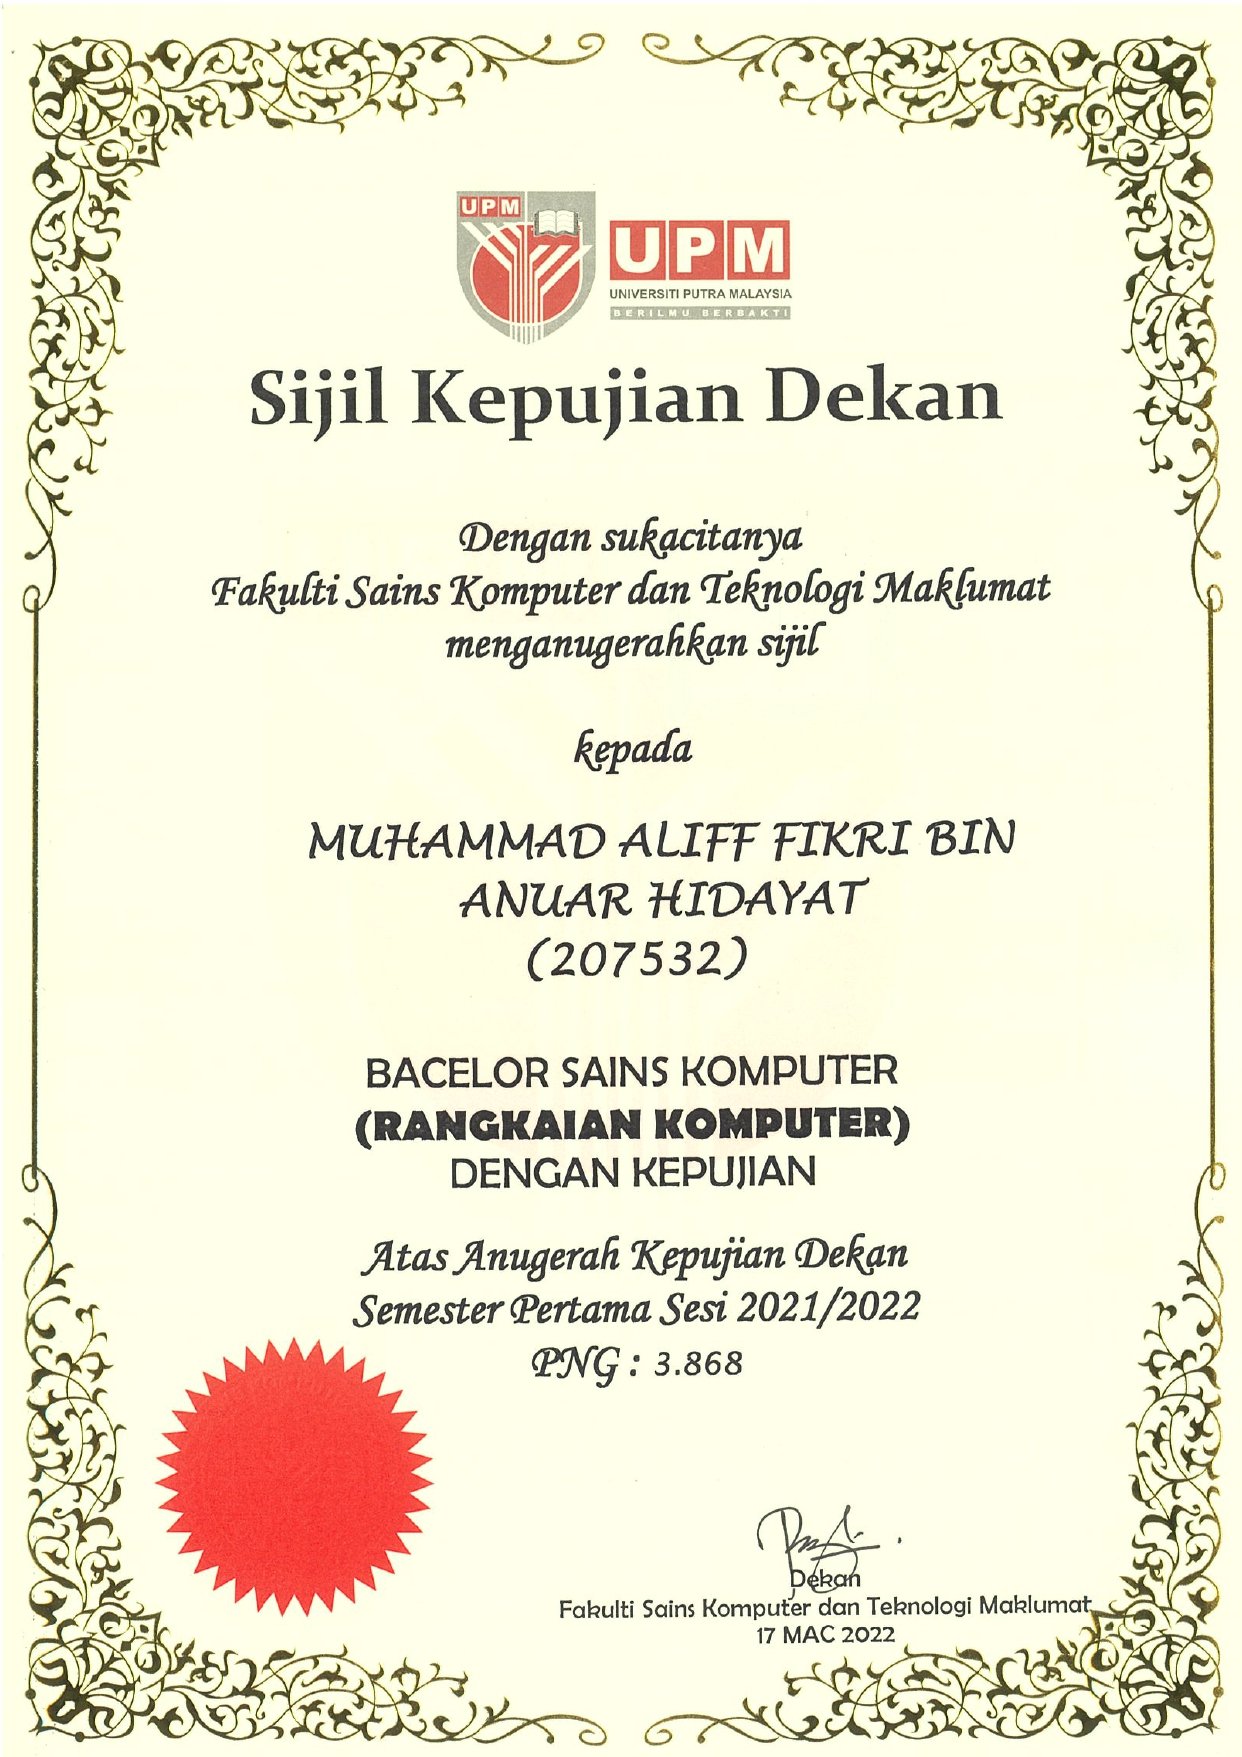 UPM
UPM
UNIVERSITI PUTRA MALAYSIA
BERILMU BERBAKTI
Sijil Kepujian Dekan
Dengan sukacitanya
Fakulti Sains Komputer dan Teknologi Maklumat
menganugerahkan sijil
kepada
MUHAMMAD ALIFF FIKRI BIN
ANUAR HIDAYAT
(207532)
BACELOR SAINS KOMPUTER
(RANGKAIAN KOMPUTER)
DENGAN KEPUJIAN
Atas Anugerah Kepujian Dekan
Semester Pertama Sesi 2021/2022
PNG : 3.868
Dekan
Fakulti Sains Komputer dan Teknologi Maklumat
17 MAC 2022